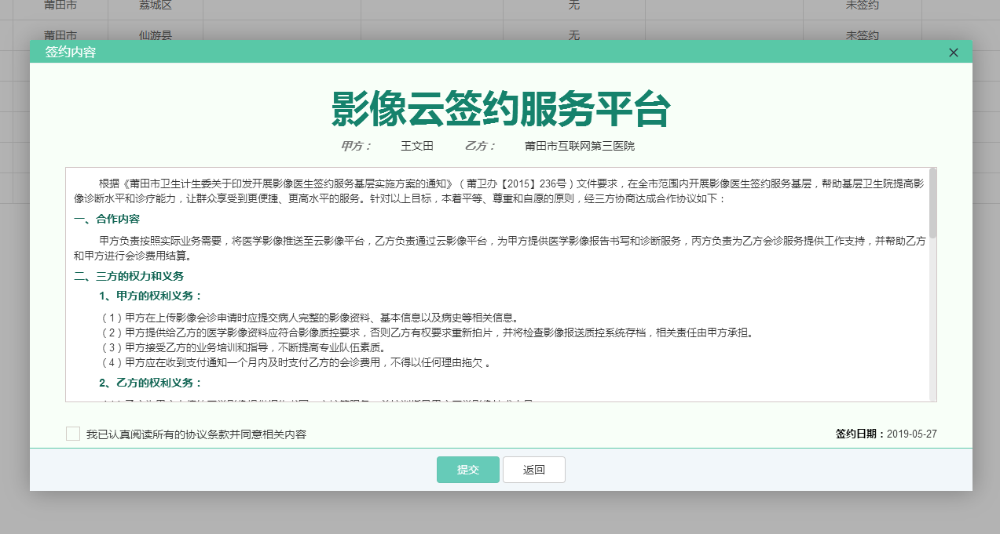 莆田市 荔城区 无 未签约
莆田市 仙游县 无 未签约
签约内容
影像云签约服务平台
甲方： 王文田 乙方： 莆田市互联网第三医院
根据《莆田市卫生计生委关于印发开展影像医生签约服务基层实施方案的通知》（莆卫办【2015】236号）文件要求，在全市范围内开展影像医生签约服务基层，帮助基层卫生院提高影
像诊断水平和诊疗能力，让群众享受到更便捷、更高水平的服务。针对以上目标，本着平等、尊重和自愿的原则，经三方协商达成合作协议如下：
一、合作内容
甲方负责按照实际业务需要，将医学影像推送至云影像平台，乙方负责通过云影像平台，为甲方提供医学影像报告书写和诊断服务，丙方负责为乙方会诊服务提供工作支持，并帮助乙方
和甲方进行会诊费用结算。
二、三方的权力和义务
1、甲方的权利义务：
（1）甲方在上传影像会诊申请时应提交病人完整的影像资料、基本信息以及病史等相关信息。
（2）甲方提供给乙方的医学影像资料应符合影像质控要求，否则乙方有权要求重新拍片，并将检查影像报送质控系统存档，相关责任由甲方承担。
（3）甲方接受乙方的业务培训和指导，不断提高专业队伍素质。
（4）甲方应在收到支付通知一个月内及时支付乙方的会诊费用，不得以任何理由拖欠 。
2、乙方的权利义务：
我已认真阅读所有的协议条款并同意相关内容 签约日期：2019-05-27
提交 返回